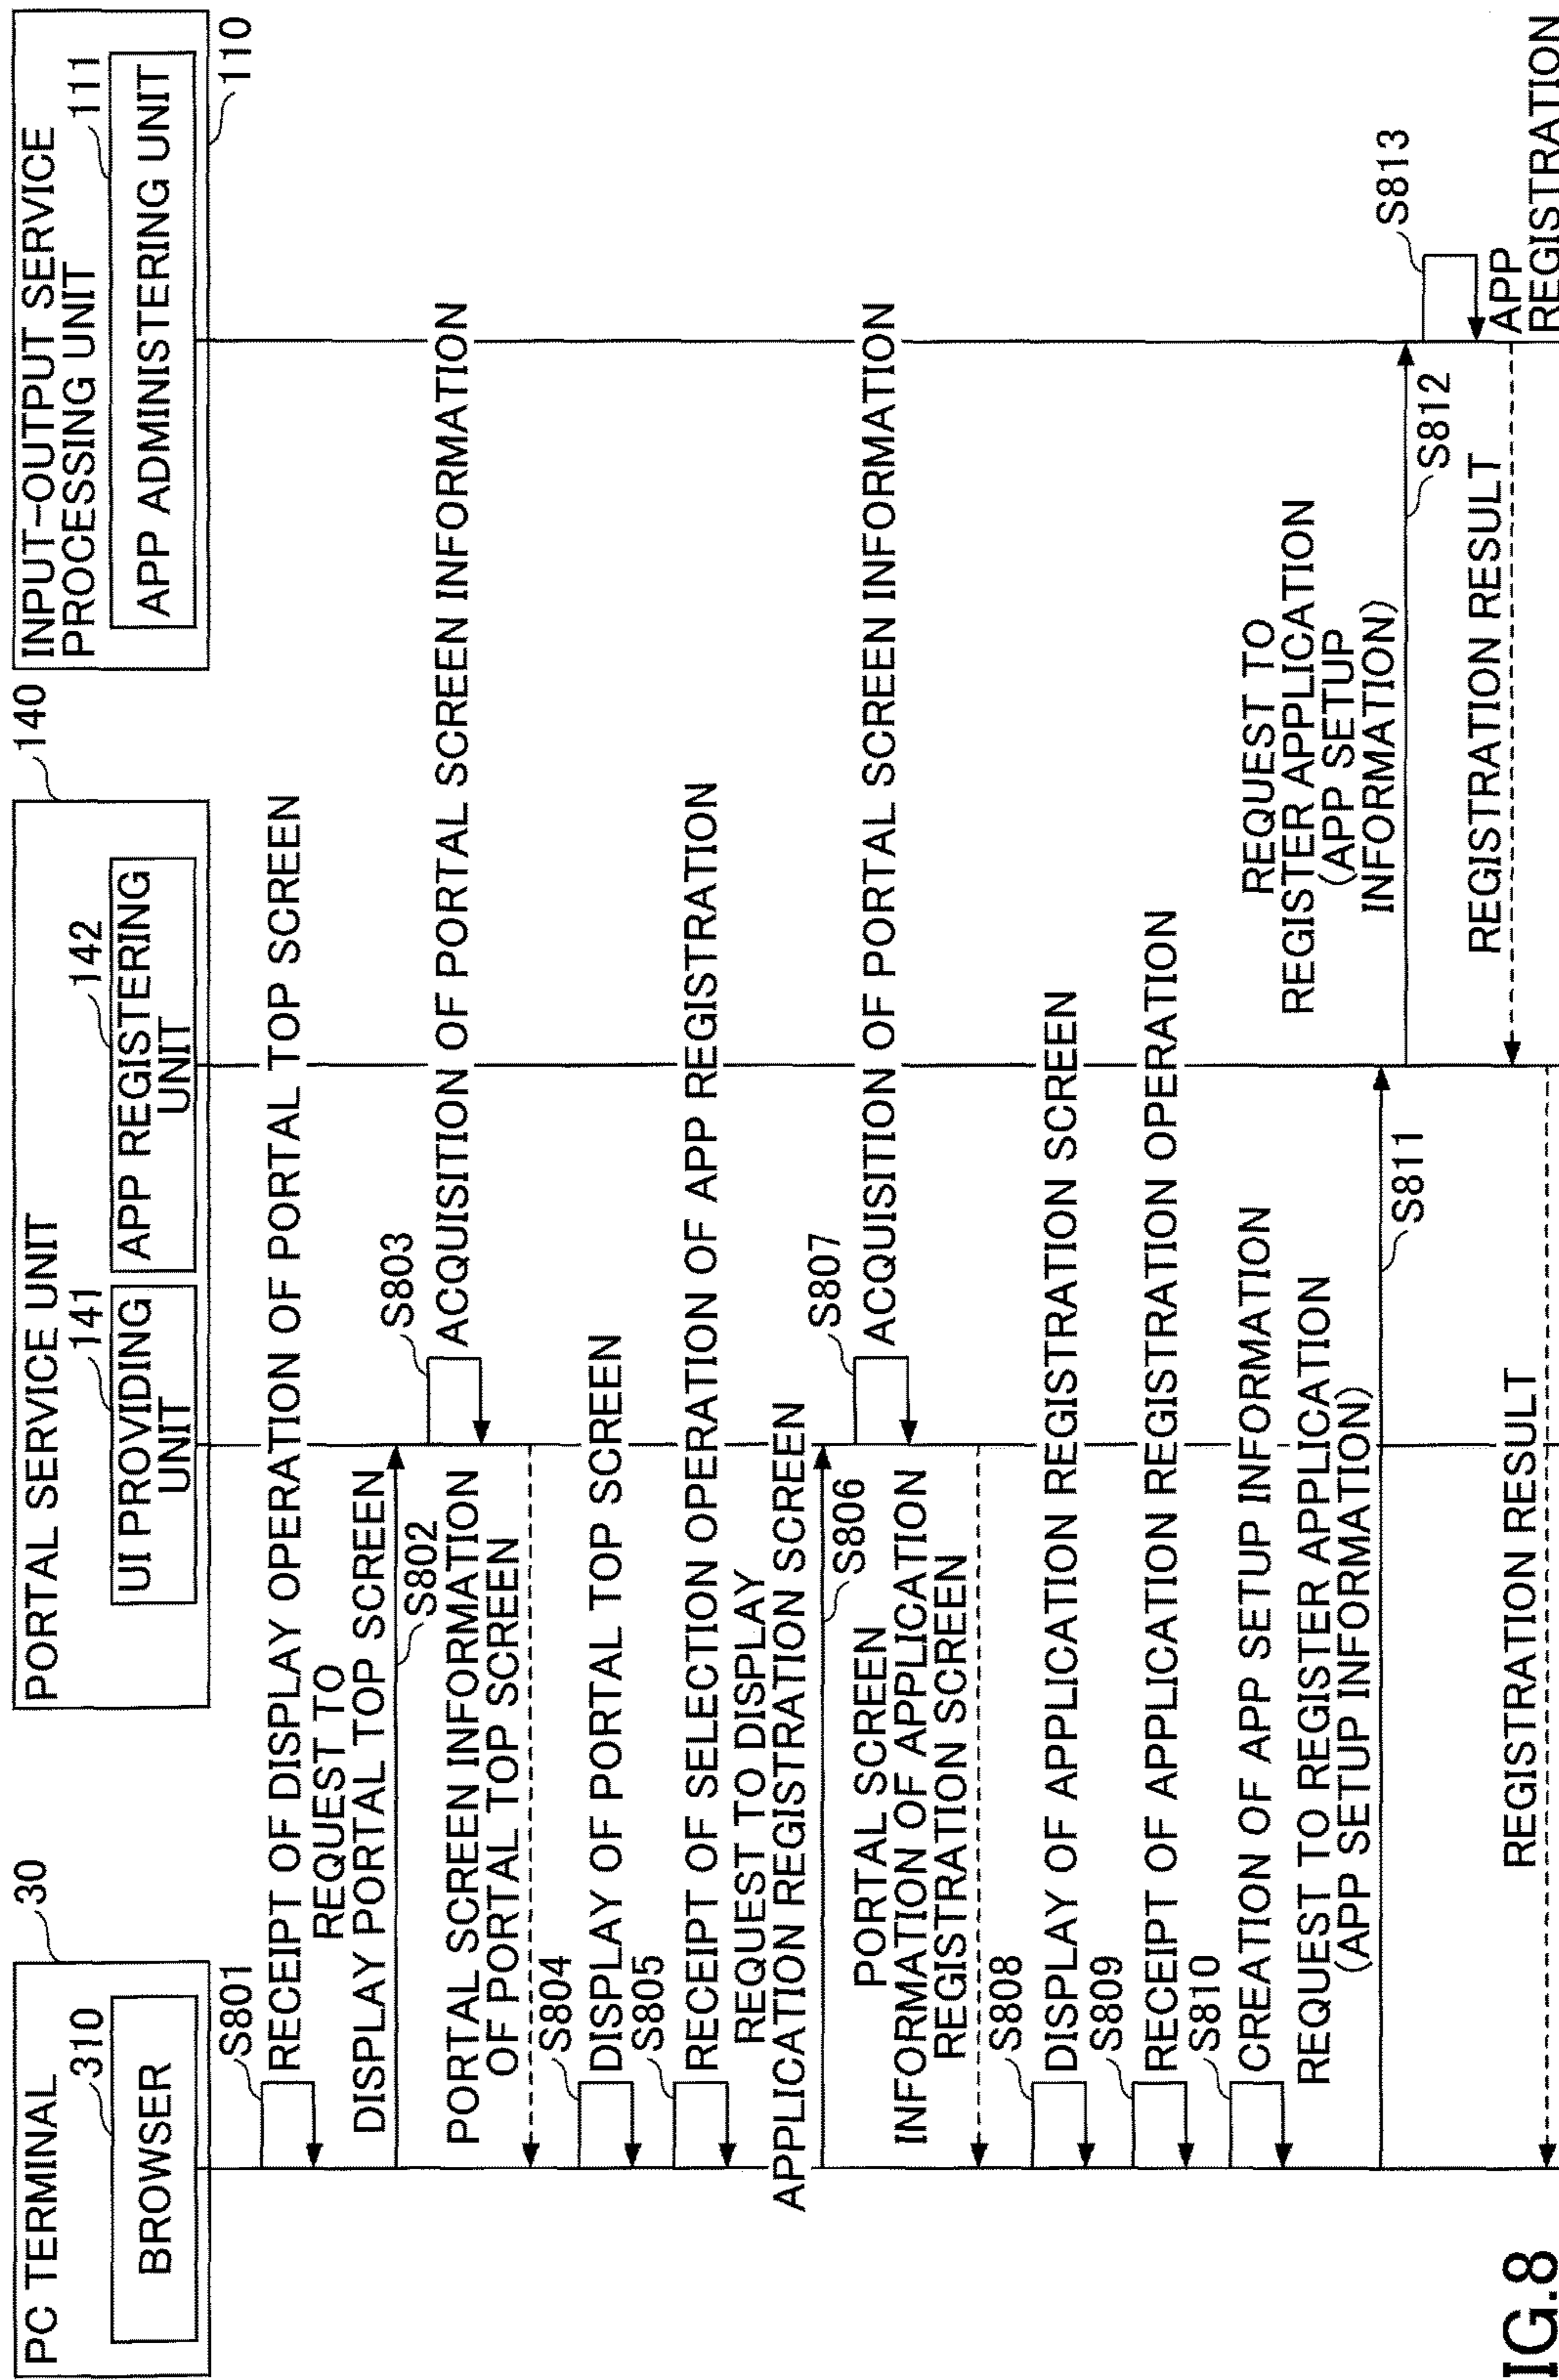 PC TERMINAL
30
310
BROWSER
PORTAL SERVICE UNIT
140
141
UI PROVIDING
UNIT
142
APP REGISTERING
UNIT
INPUT-OUTPUT SERVICE
PROCESSING UNIT
111
APP ADMINISTERING UNIT
110
S801
RECEIPT OF DISPLAY OPERATION OF PORTAL TOP SCREEN
REQUEST TO
DISPLAY PORTAL TOP SCREEN
S802
S803
ACQUISITION OF PORTAL SCREEN INFORMATION
PORTAL SCREEN INFORMATION
OF PORTAL TOP SCREEN
S804
DISPLAY OF PORTAL TOP SCREEN
S805
RECEIPT OF SELECTION OPERATION OF APP REGISTRATION
REQUEST TO DISPLAY
APPLICATION REGISTRATION SCREEN
S806
S807
ACQUISITION OF PORTAL SCREEN INFORMATION
PORTAL SCREEN
INFORMATION OF APPLICATION
REGISTRATION SCREEN
S808
DISPLAY OF APPLICATION REGISTRATION SCREEN
S809
RECEIPT OF APPLICATION REGISTRATION OPERATION
S810
CREATION OF APP SETUP INFORMATION
REQUEST TO REGISTER APPLICATION
(APP SETUP INFORMATION)
S811
REQUEST TO
REGISTER APPLICATION
(APP SETUP
INFORMATION)
S812
S813
APP
REGISTRATION
REGISTRATION RESULT
REGISTRATION RESULT
IG.8